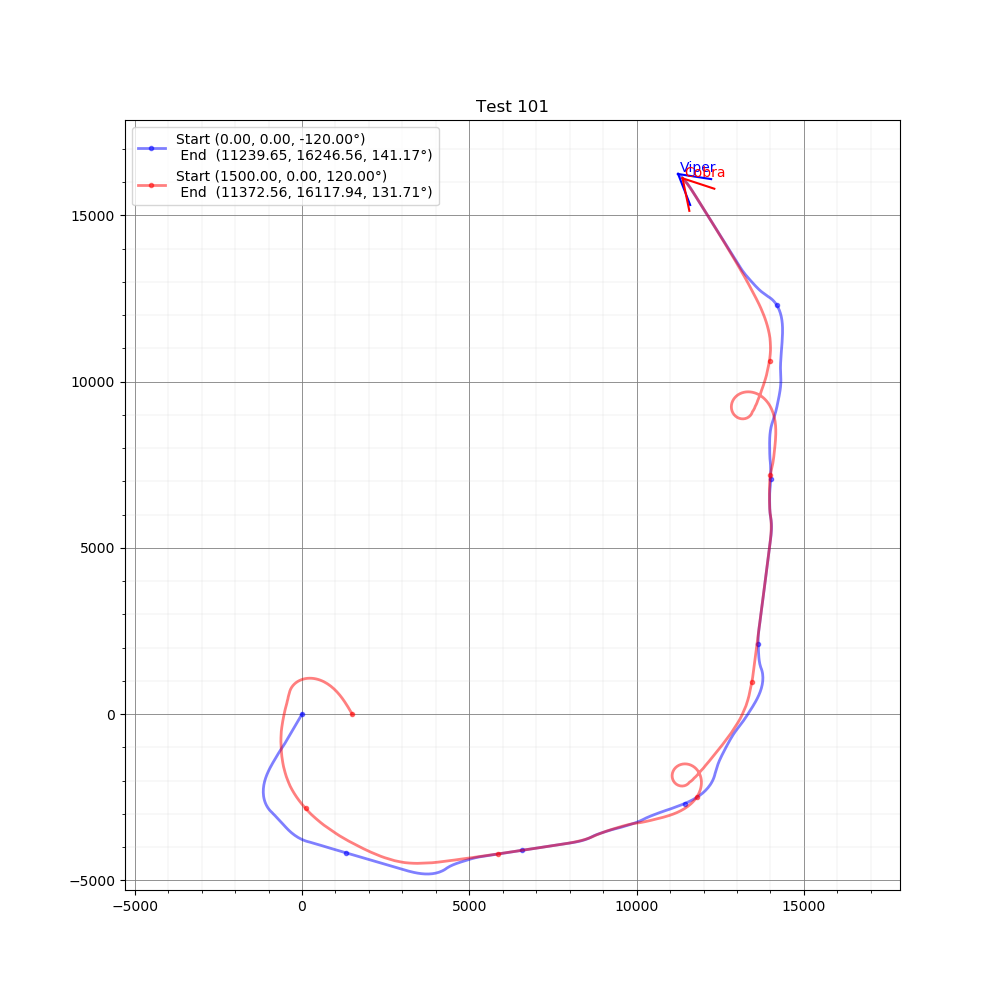 Test 101
Start (0.00, 0.00, -120.00°)
End  (11239.65, 16246.56, 141.17°)
Start (1500.00, 0.00, 120.00°)
End  (11372.56, 16117.94, 131.71°)
Viper
Cobra
15000
10000
5000
0
−5000
−5000 0 5000 10000 15000